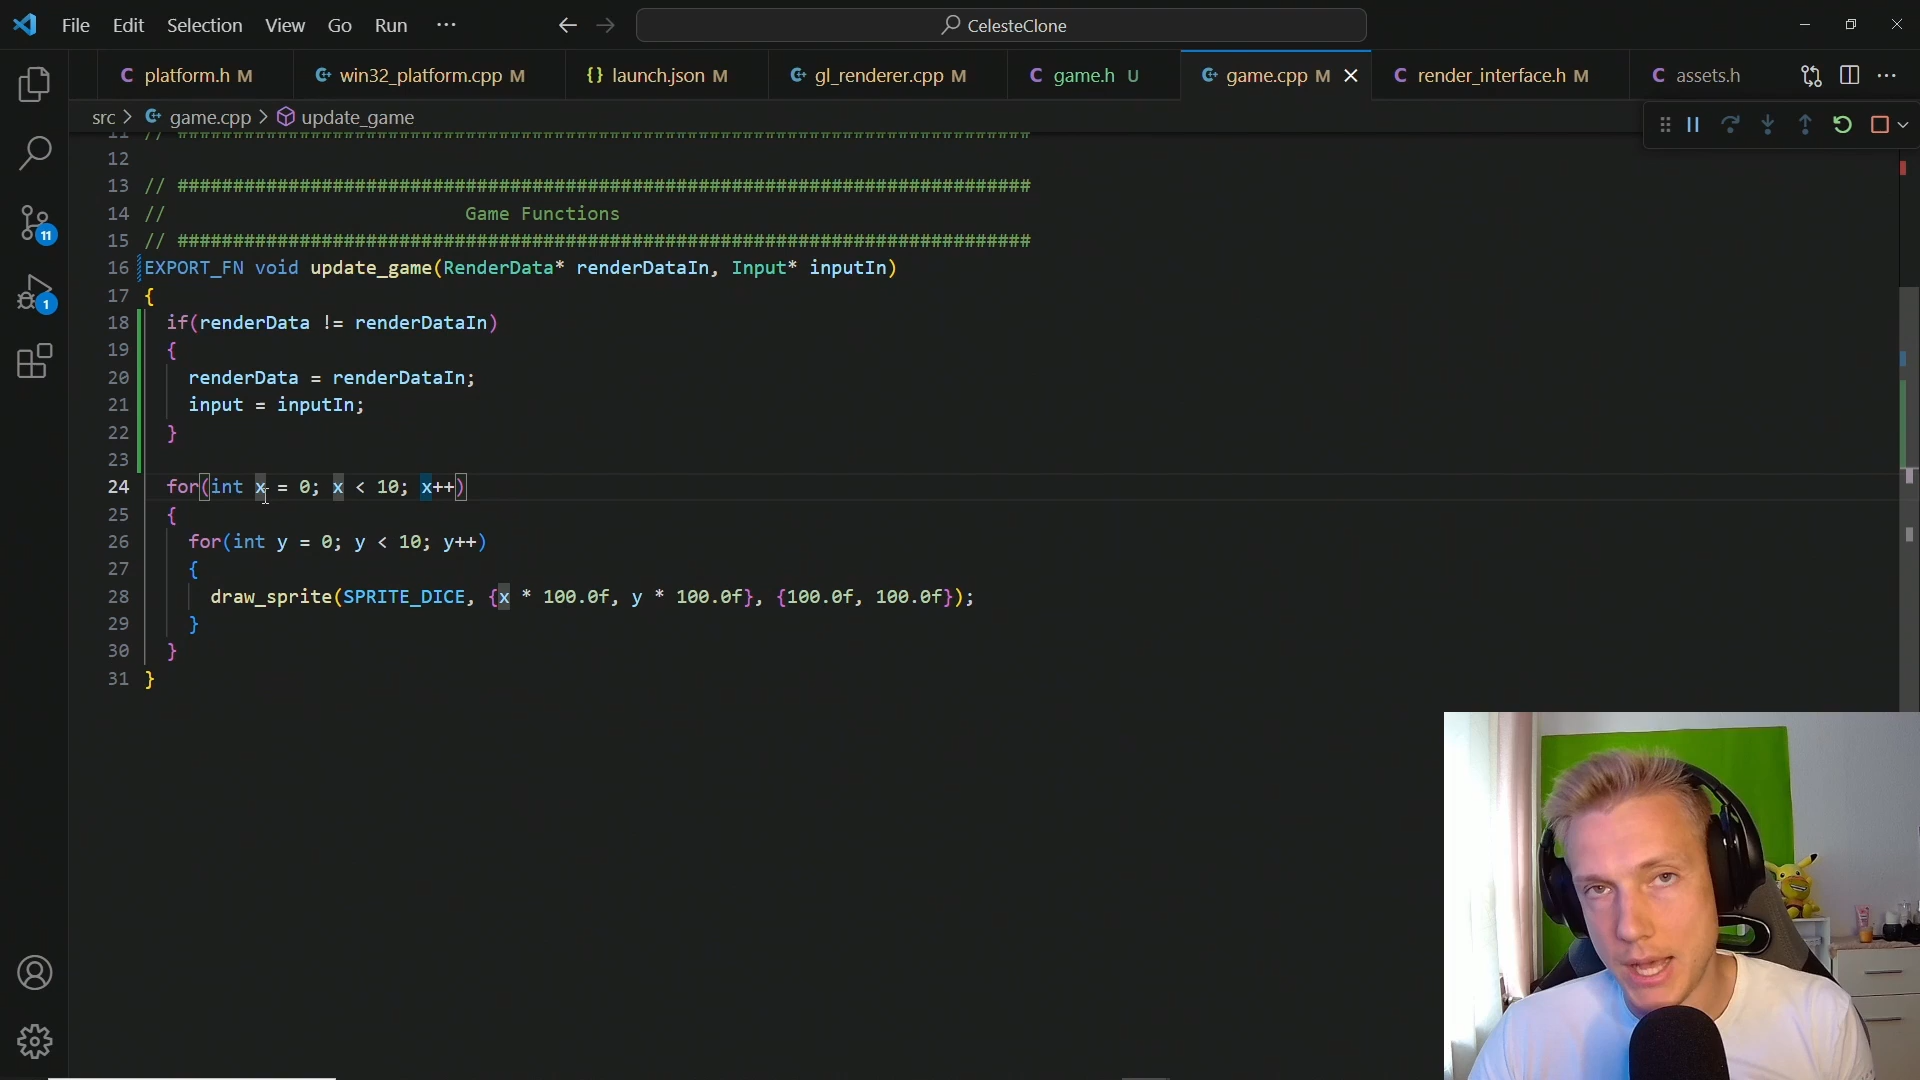 File Edit Selection View Go Run ··· CelesteClone
platform.h M win32_platform.cpp M {} launch.json M gl_renderer.cpp M C game.h U game.cpp M C render_interface.h M C assets.h
src > game.cpp > update_game
11 // #############################################################################
12
13 // #############################################################################
14 // Game Functions
15 // #############################################################################
16 EXPORT_FN void update_game(RenderData* renderDataIn, Input* inputIn)
17 {
18 if(renderData != renderDataIn)
19 {
20 renderData = renderDataIn;
21 input = inputIn;
22 }
23
24 for(int x = 0; x < 10; x++)
25 {
26 for(int y = 0; y < 10; y++)
27 {
28 draw_sprite(SPRITE_DICE, {x * 100.0f, y * 100.0f}, {100.0f, 100.0f});
29 }
30 }
31 }
11
1